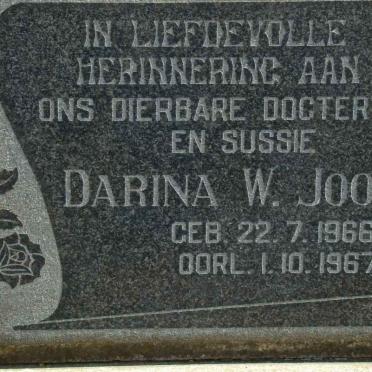 IN LIEFDEVOLLE
HERINNERING AAN
ONS DIERBARE DOGTER
EN SUSSIE
DARINA W. JOO
GEB. 22. 7. 1966
OORL. 1. 10. 1967